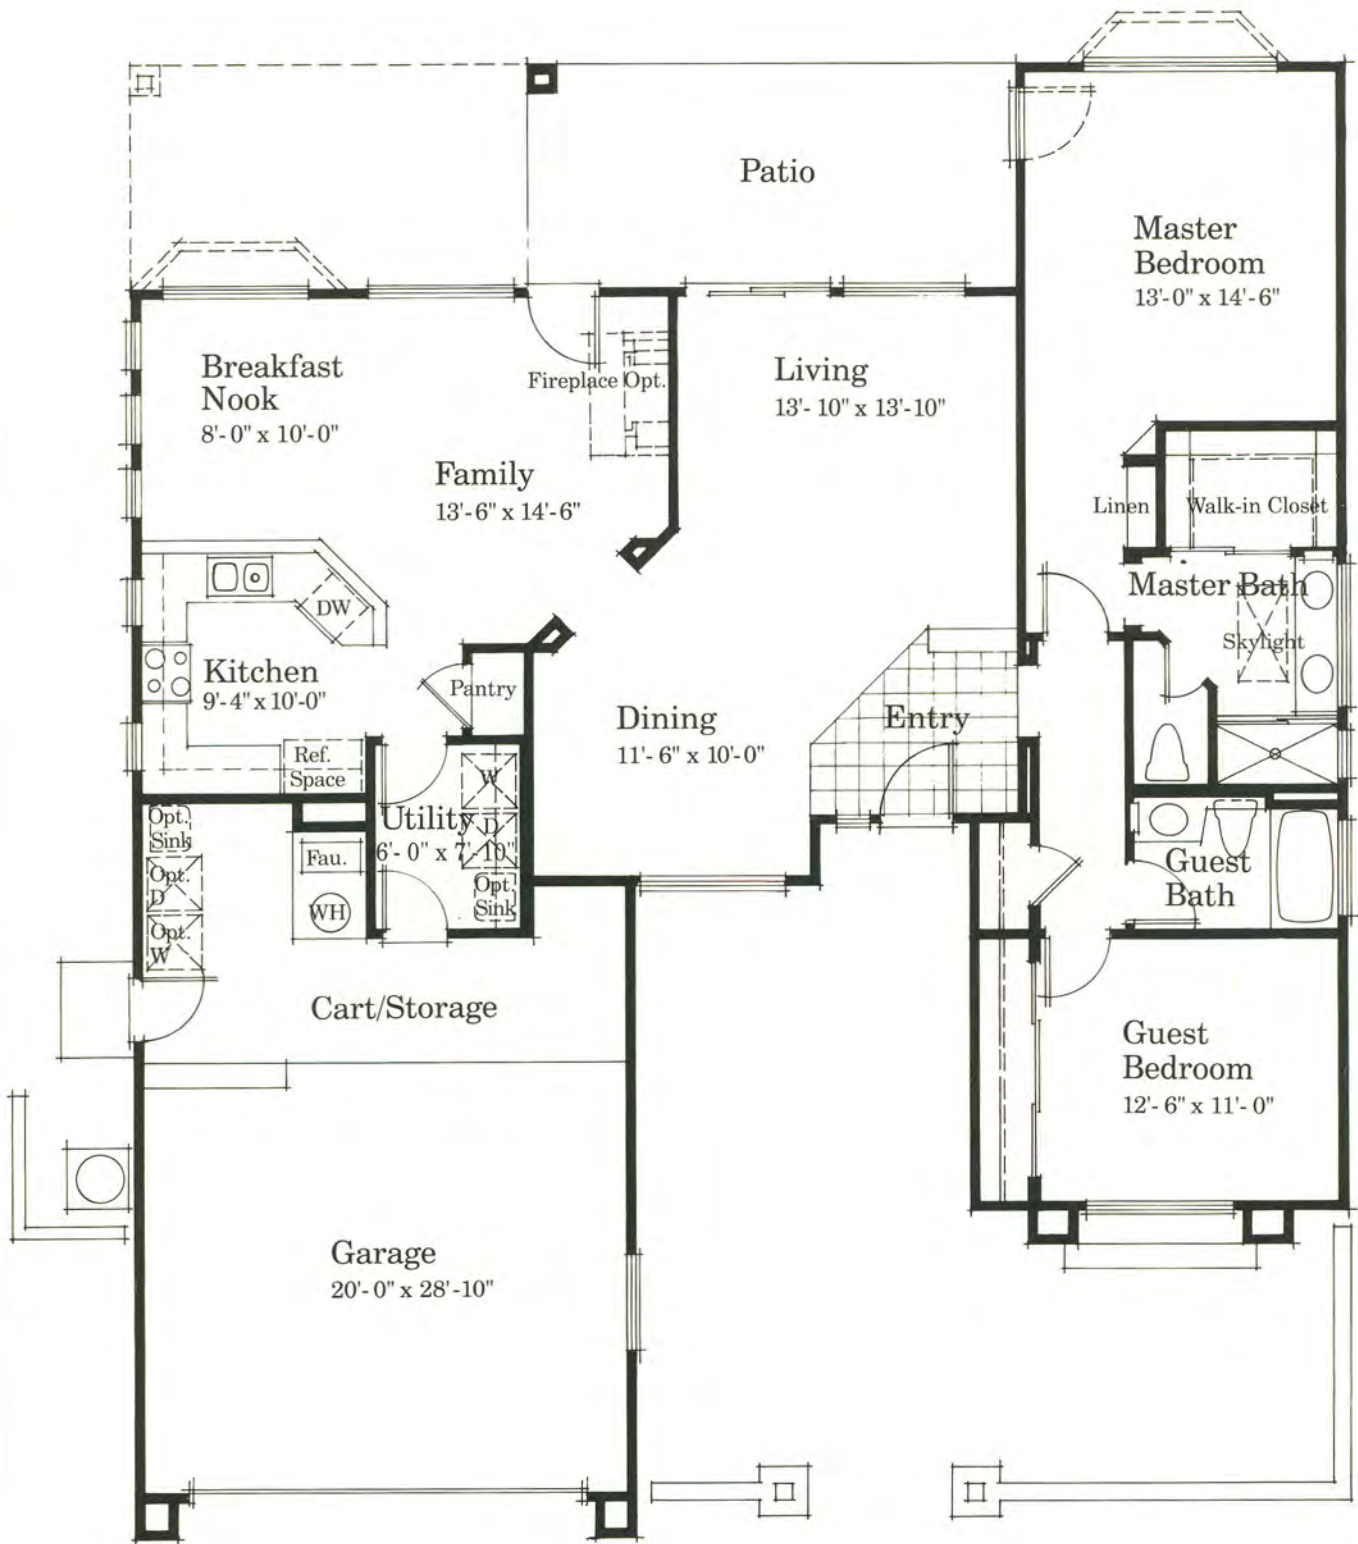 Patio
Master
Bedroom
13'-0" x 14'-6"
Breakfast
Nook
8'-0" x 10'-0"
Fireplace Opt.
Living
13'-10" x 13'-10"
Family
13'-6" x 14'-6"
Linen
Walk-in Closet
Master Bath
Skylight
DW
Kitchen
9'-4" x 10'-0"
Pantry
Ref.
Space
Dining
11'-6" x 10'-0"
Entry
W
D
Utility
6'-0" x 7'-10"
Opt.
Sink
Opt.
Sink
Opt.
D
Opt.
W
Fau.
WH
Guest
Bath
Cart/Storage
Guest
Bedroom
12'-6" x 11'-0"
Garage
20'-0" x 28'-10"